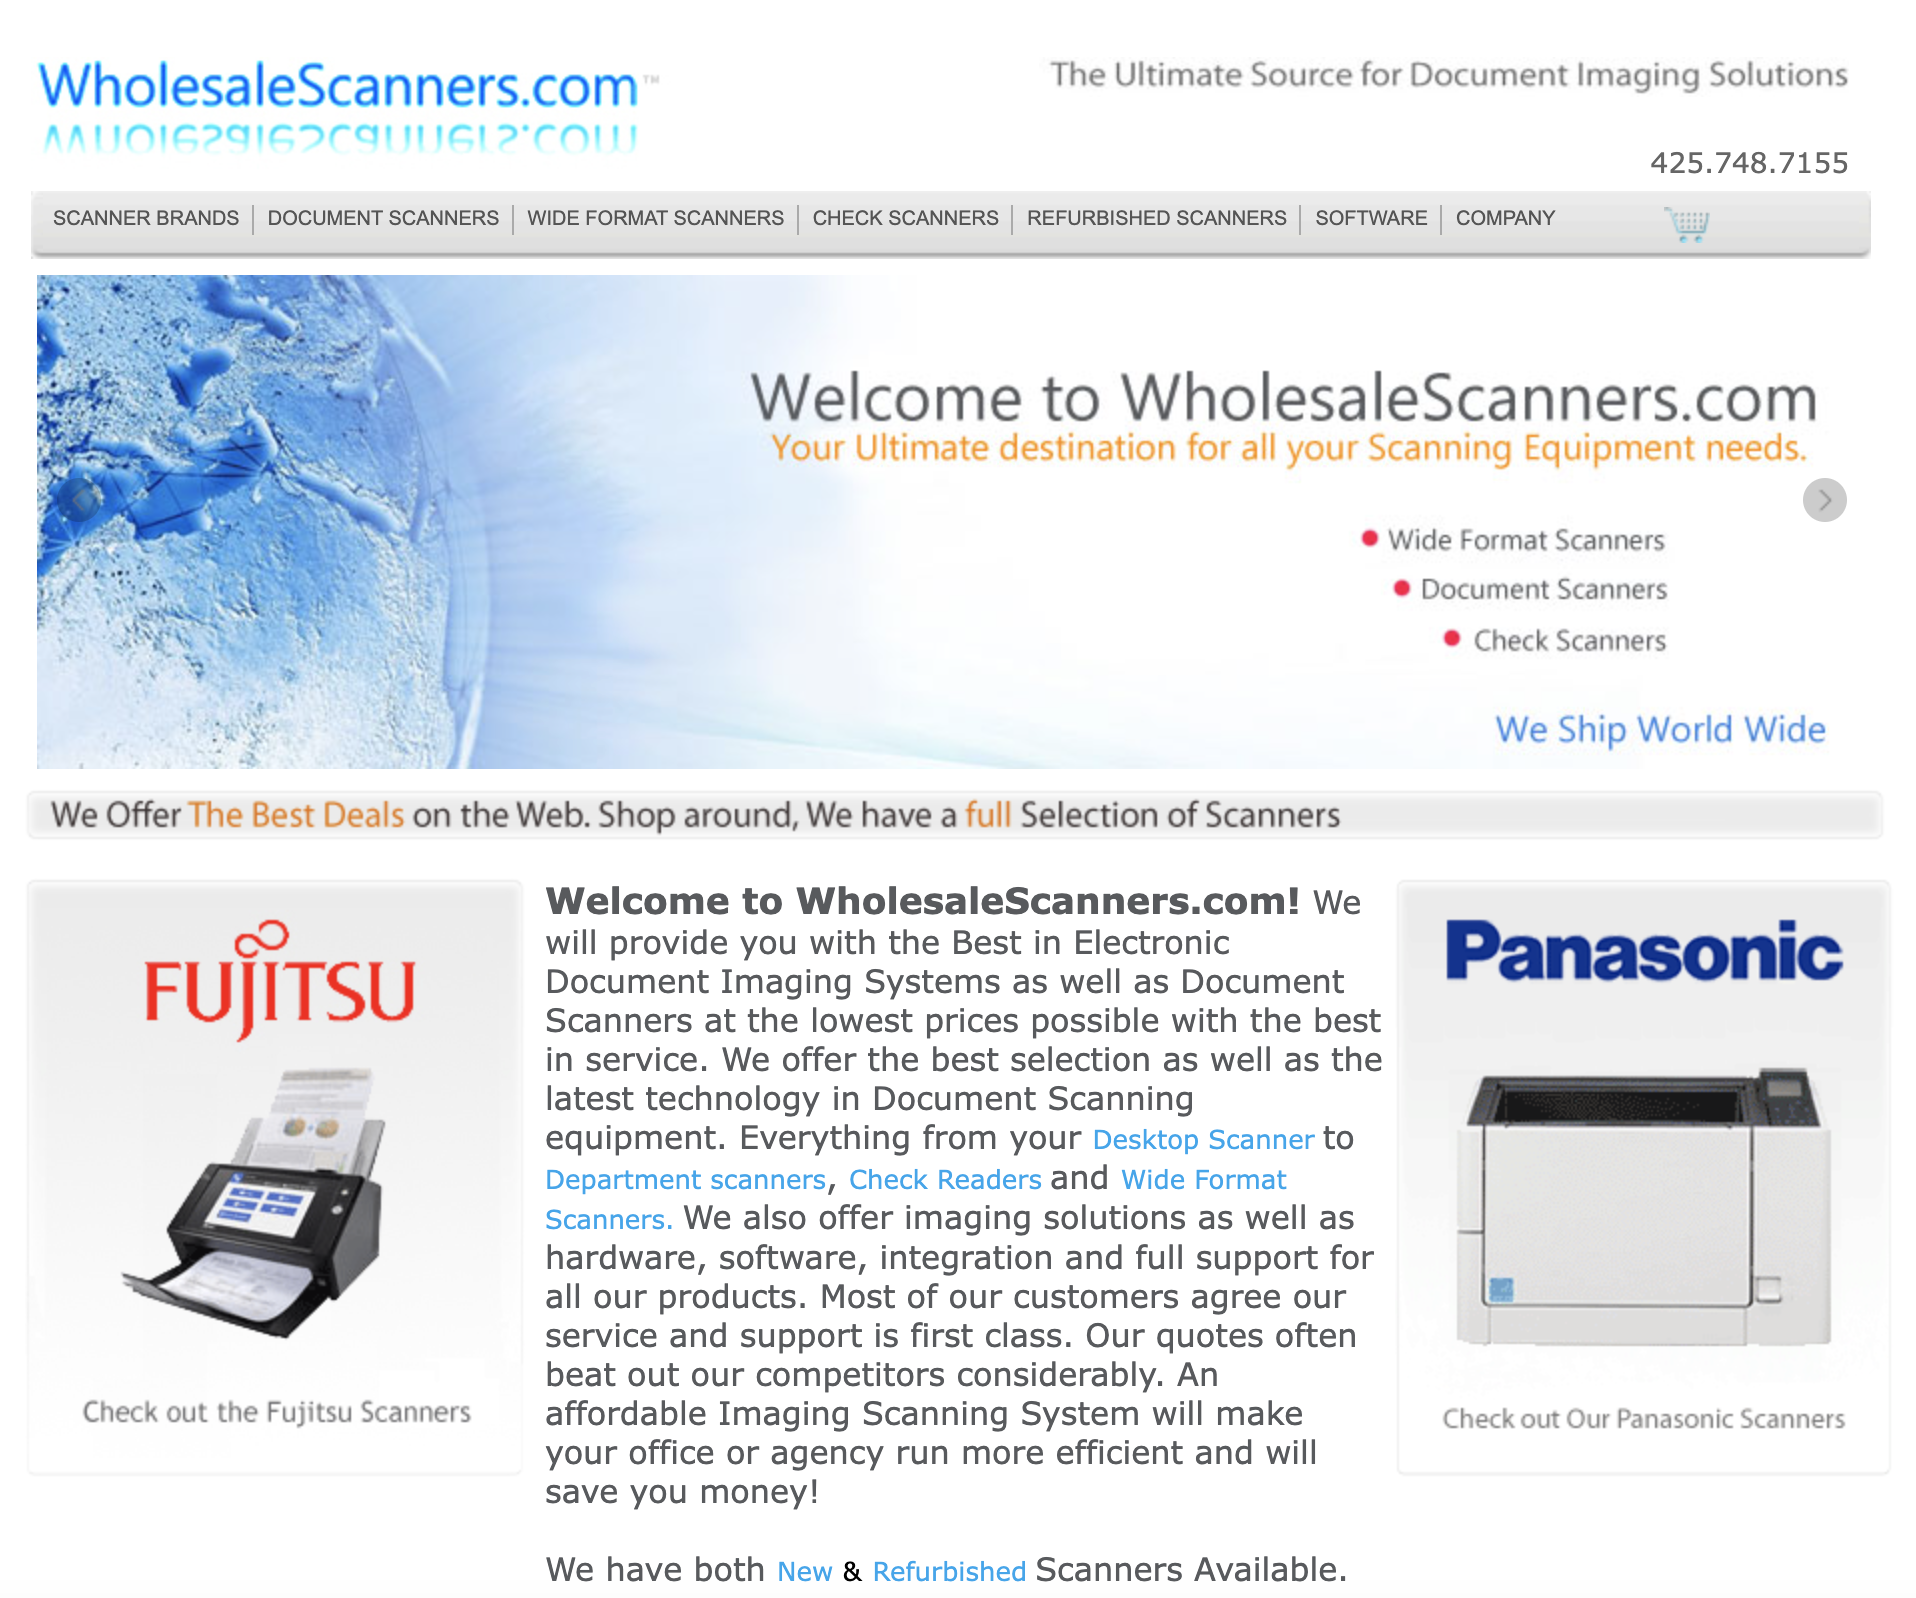 WholesaleScanners.com™
The Ultimate Source for Document Imaging Solutions
425.748.7155
SCANNER BRANDS
DOCUMENT SCANNERS
WIDE FORMAT SCANNERS
CHECK SCANNERS
REFURBISHED SCANNERS
SOFTWARE
COMPANY
Welcome to WholesaleScanners.com
Your Ultimate destination for all your Scanning Equipment needs.
Wide Format Scanners
Document Scanners
Check Scanners
We Ship World Wide
We Offer The Best Deals on the Web. Shop around, We have a full Selection of Scanners
FUJITSU
Check out the Fujitsu Scanners
Welcome to WholesaleScanners.com! We
will provide you with the Best in Electronic
Document Imaging Systems as well as Document
Scanners at the lowest prices possible with the best
in service. We offer the best selection as well as the
latest technology in Document Scanning
equipment. Everything from your Desktop Scanner to
Department scanners, Check Readers and Wide Format
Scanners. We also offer imaging solutions as well as
hardware, software, integration and full support for
all our products. Most of our customers agree our
service and support is first class. Our quotes often
beat out our competitors considerably. An
affordable Imaging Scanning System will make
your office or agency run more efficient and will
save you money!
We have both New & Refurbished Scanners Available.
Panasonic
Check out Our Panasonic Scanners